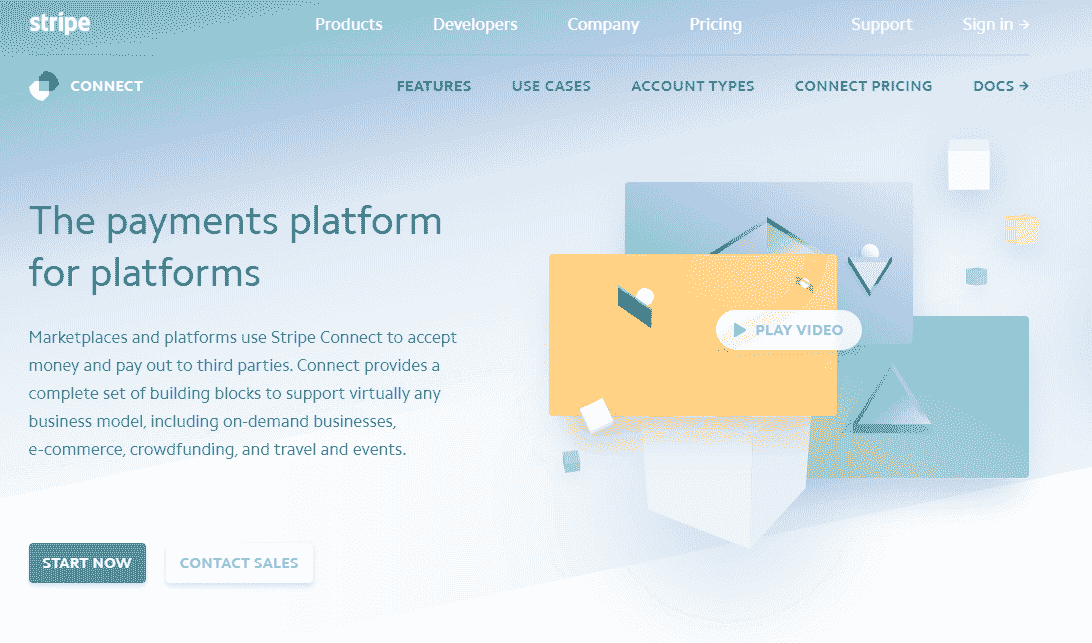 stripe Products Developers Company Pricing Support Sign in →
CONNECT FEATURES USE CASES ACCOUNT TYPES CONNECT PRICING DOCS →
The payments platform
for platforms
Marketplaces and platforms use Stripe Connect to accept
money and pay out to third parties. Connect provides a
complete set of building blocks to support virtually any
business model, including on-demand businesses,
e-commerce, crowdfunding, and travel and events.
PLAY VIDEO
START NOW CONTACT SALES